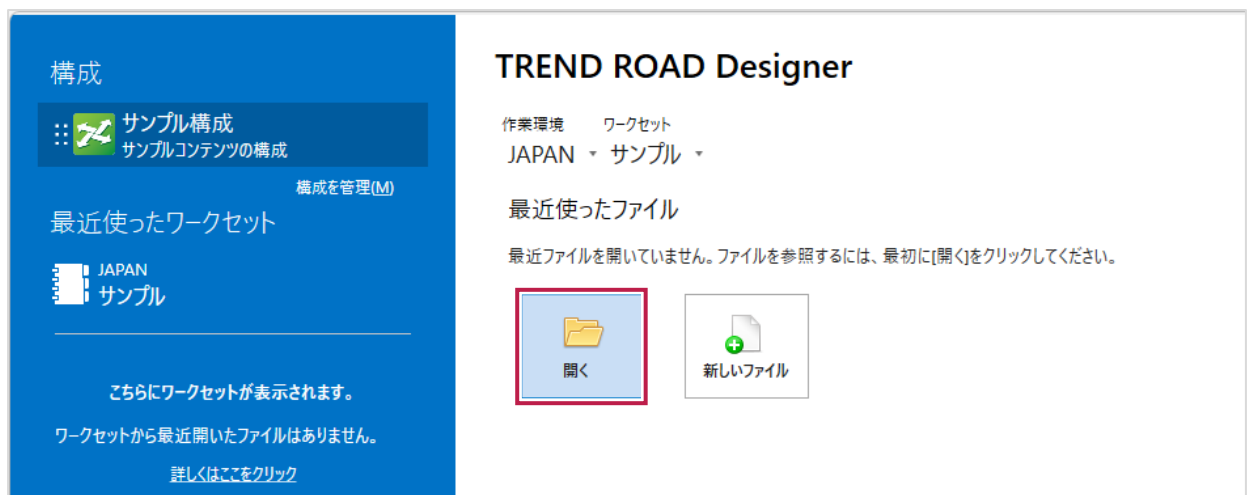 構成
サンプル構成
サンプルコンテンツの構成
構成を管理(M)
最近使ったワークセット
JAPAN
サンプル
こちらにワークセットが表示されます。
ワークセットから最近開いたファイルはありません。
詳しくはここをクリック
TREND ROAD Designer
作業環境 ワークセット
JAPAN サンプル
最近使ったファイル
最近ファイルを開いていません。ファイルを参照するには、最初に[開く]をクリックしてください。
開く
新しいファイル